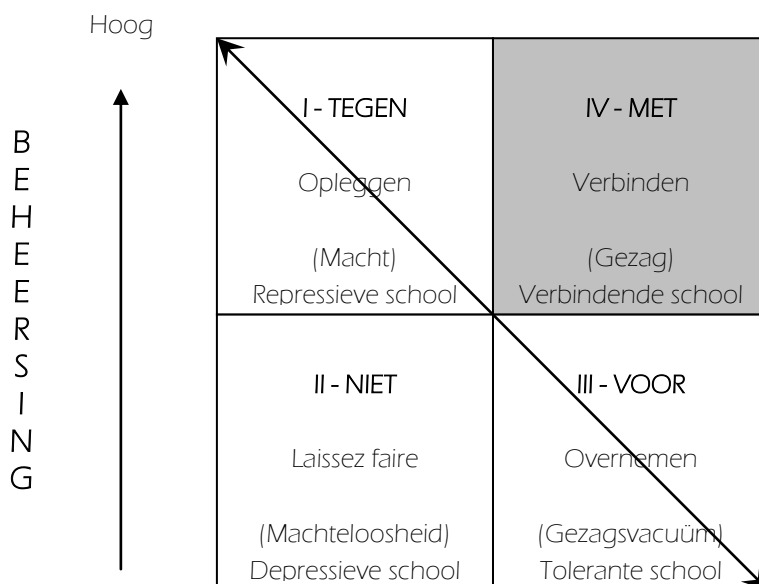 Hoog
BEHEERSING
I - TEGEN
Opleggen
(Macht)
Repressieve school
IV - MET
Verbinden
(Gezag)
Verbindende school
II - NIET
Laissez faire
(Machteloosheid)
Depressieve school
III - VOOR
Overnemen
(Gezagsvacuüm)
Tolerante school